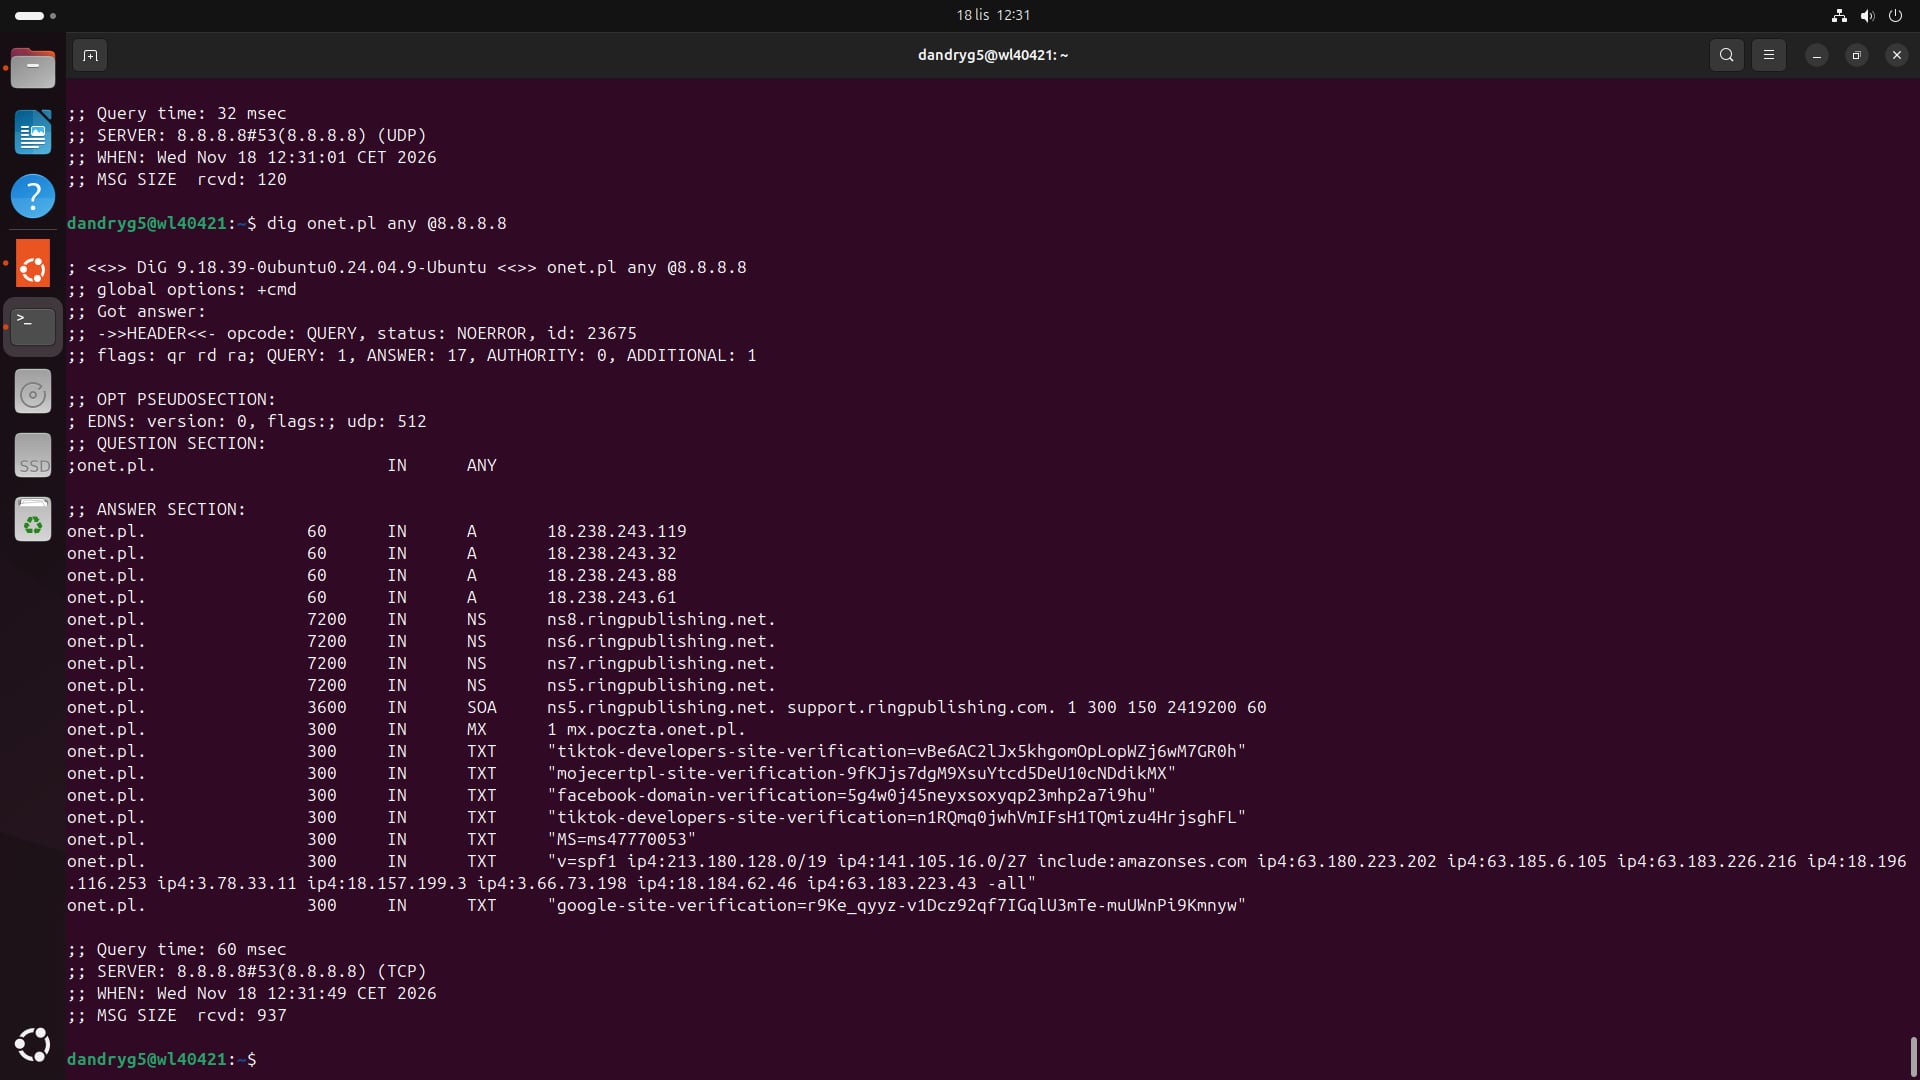 18 lis 12:31
dandryg5@wl40421: ~
;; Query time: 32 msec
;; SERVER: 8.8.8.8#53(8.8.8.8) (UDP)
;; WHEN: Wed Nov 18 12:31:01 CET 2026
;; MSG SIZE  rcvd: 120
dandryg5@wl40421:~$ dig onet.pl any @8.8.8.8
; <<>> DiG 9.18.39-0ubuntu0.24.04.9-Ubuntu <<>> onet.pl any @8.8.8.8
;; global options: +cmd
;; Got answer:
;; ->>HEADER<<- opcode: QUERY, status: NOERROR, id: 23675
;; flags: qr rd ra; QUERY: 1, ANSWER: 17, AUTHORITY: 0, ADDITIONAL: 1
;; OPT PSEUDOSECTION:
; EDNS: version: 0, flags:; udp: 512
;; QUESTION SECTION:
;onet.pl. IN ANY
;; ANSWER SECTION:
onet.pl. 60 IN A 18.238.243.119
onet.pl. 60 IN A 18.238.243.32
onet.pl. 60 IN A 18.238.243.88
onet.pl. 60 IN A 18.238.243.61
onet.pl. 7200 IN NS ns8.ringpublishing.net.
onet.pl. 7200 IN NS ns6.ringpublishing.net.
onet.pl. 7200 IN NS ns7.ringpublishing.net.
onet.pl. 7200 IN NS ns5.ringpublishing.net.
onet.pl. 3600 IN SOA ns5.ringpublishing.net. support.ringpublishing.com. 1 300 150 2419200 60
onet.pl. 300 IN MX 1 mx.poczta.onet.pl.
onet.pl. 300 IN TXT "tiktok-developers-site-verification=vBe6AC2lJx5khgomOpLopWZj6wM7GR0h"
onet.pl. 300 IN TXT "mojecertpl-site-verification-9fKJjs7dgM9XsuYtcd5DeU10cNDdikMX"
onet.pl. 300 IN TXT "facebook-domain-verification=5g4w0j45neyxsoxyqp23mhp2a7i9hu"
onet.pl. 300 IN TXT "tiktok-developers-site-verification=n1RQmq0jwhVmIFsH1TQmizu4HrjsghFL"
onet.pl. 300 IN TXT "MS=ms47770053"
onet.pl. 300 IN TXT "v=spf1 ip4:213.180.128.0/19 ip4:141.105.16.0/27 include:amazonses.com ip4:63.180.223.202 ip4:63.185.6.105 ip4:63.183.226.216 ip4:18.196
.116.253 ip4:3.78.33.11 ip4:18.157.199.3 ip4:3.66.73.198 ip4:18.184.62.46 ip4:63.183.223.43 -all"
onet.pl. 300 IN TXT "google-site-verification=r9Ke_qyyz-v1Dcz92qf7IGqlU3mTe-muUWnPi9Kmnyw"
;; Query time: 60 msec
;; SERVER: 8.8.8.8#53(8.8.8.8) (TCP)
;; WHEN: Wed Nov 18 12:31:49 CET 2026
;; MSG SIZE  rcvd: 937
dandryg5@wl40421:~$
SSD